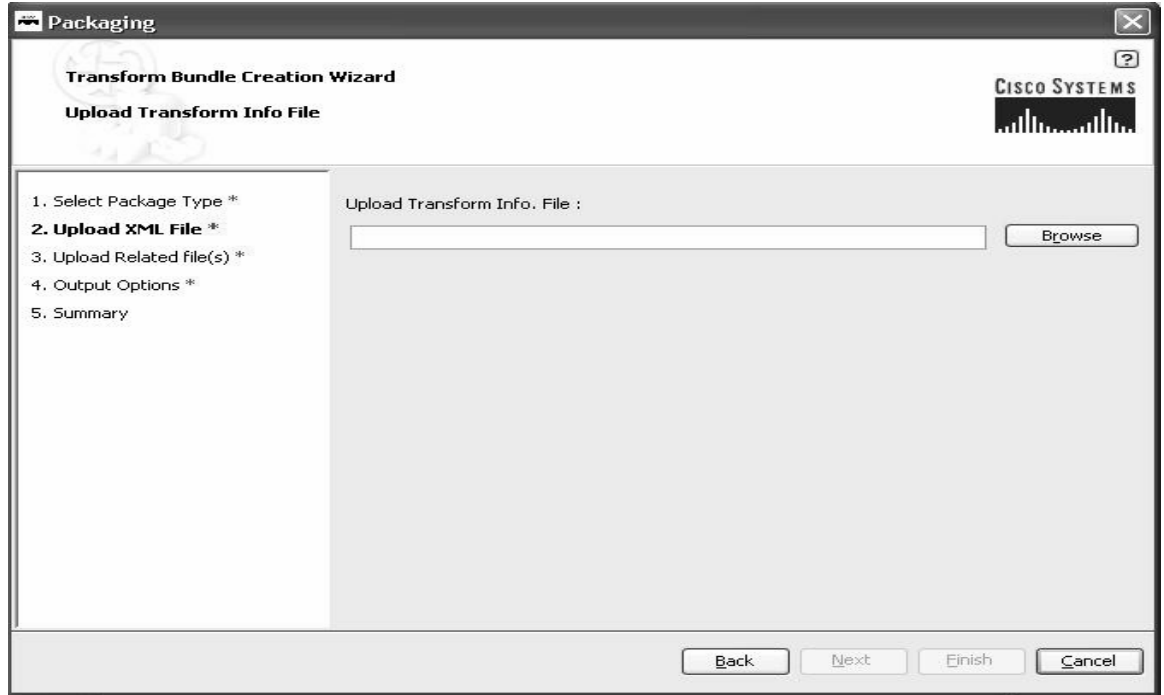 Packaging
?
Transform Bundle Creation Wizard
Upload Transform Info File
CISCO SYSTEMS
1. Select Package Type *
2. Upload XML File *
3. Upload Related file(s) *
4. Output Options *
5. Summary
Upload Transform Info. File :
Browse
Back
Next
Finish
Cancel